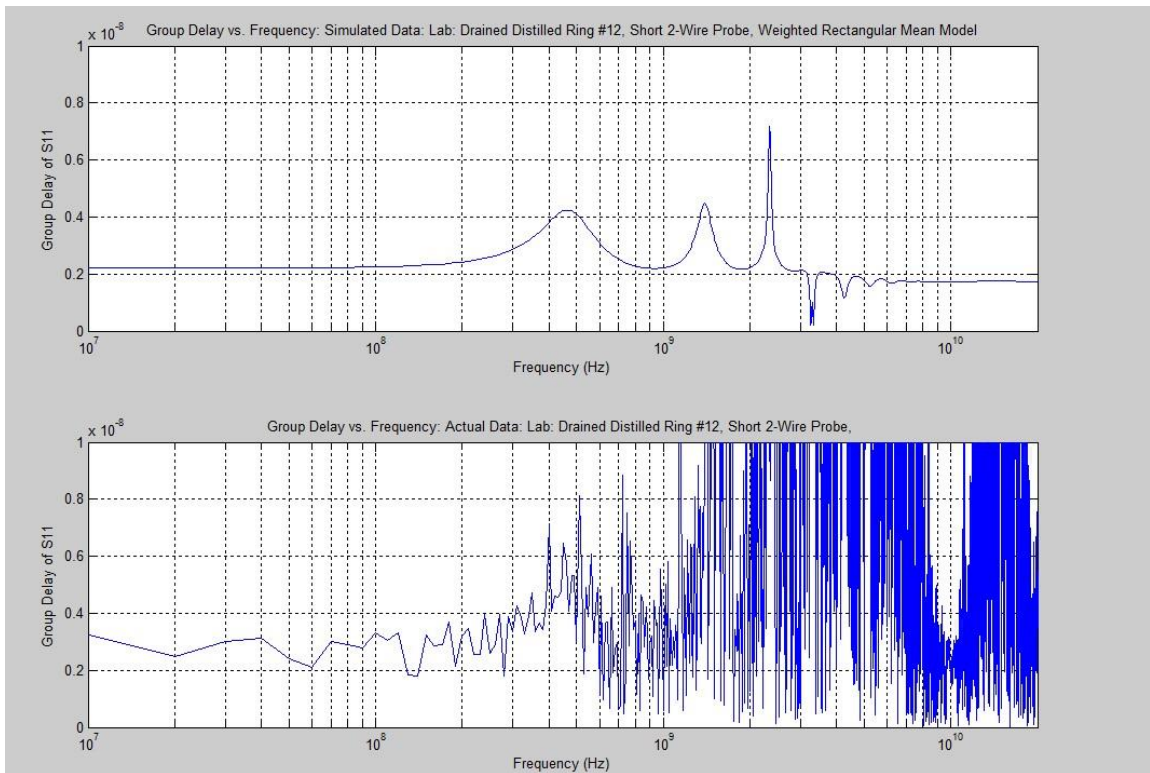 Group Delay vs. Frequency: Simulated Data: Lab: Drained Distilled Ring #12, Short 2-Wire Probe, Weighted Rectangular Mean Model
x 10^-8
1
0.8
0.6
0.4
0.2
0
Group Delay of S11
10^7
10^8
10^9
10^10
Frequency (Hz)
Group Delay vs. Frequency: Actual Data: Lab: Drained Distilled Ring #12, Short 2-Wire Probe,
x 10^-8
1
0.8
0.6
0.4
0.2
0
Group Delay of S11
10^7
10^8
10^9
10^10
Frequency (Hz)